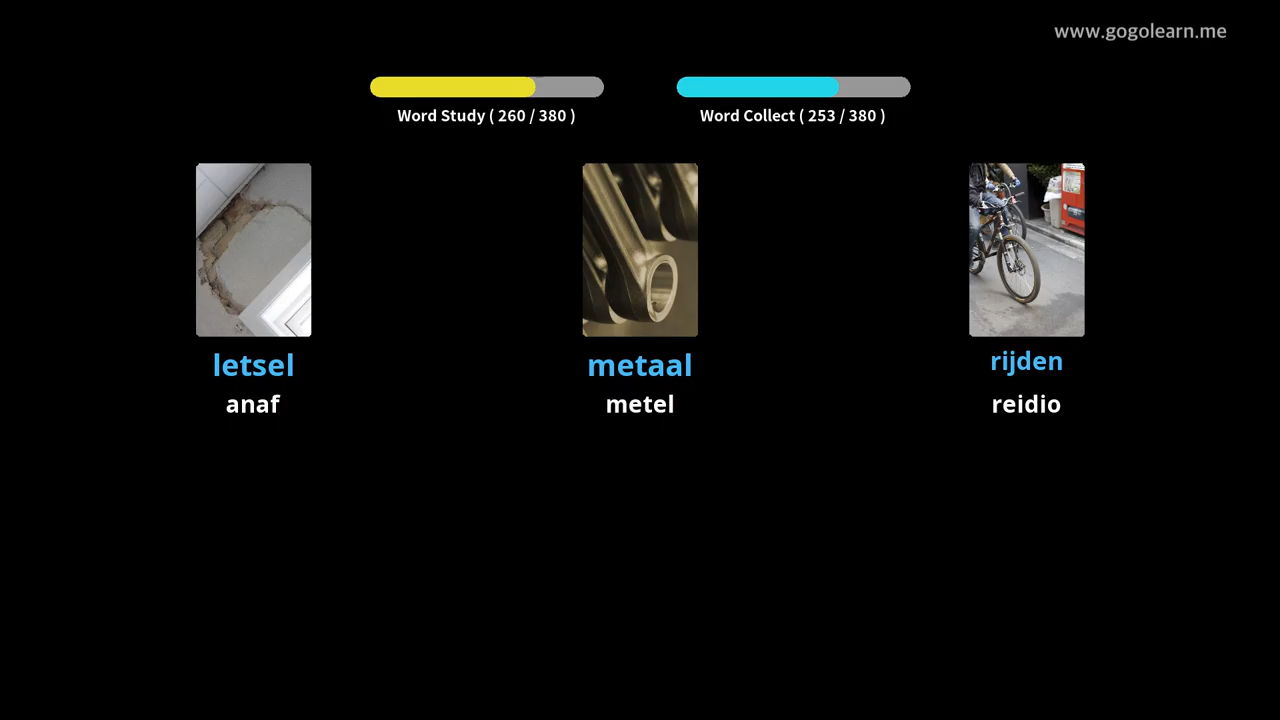 www.gogolearn.me
Word Study ( 260 / 380 )
Word Collect ( 253 / 380 )
letsel
metaal
rijden
anaf
metel
reidio